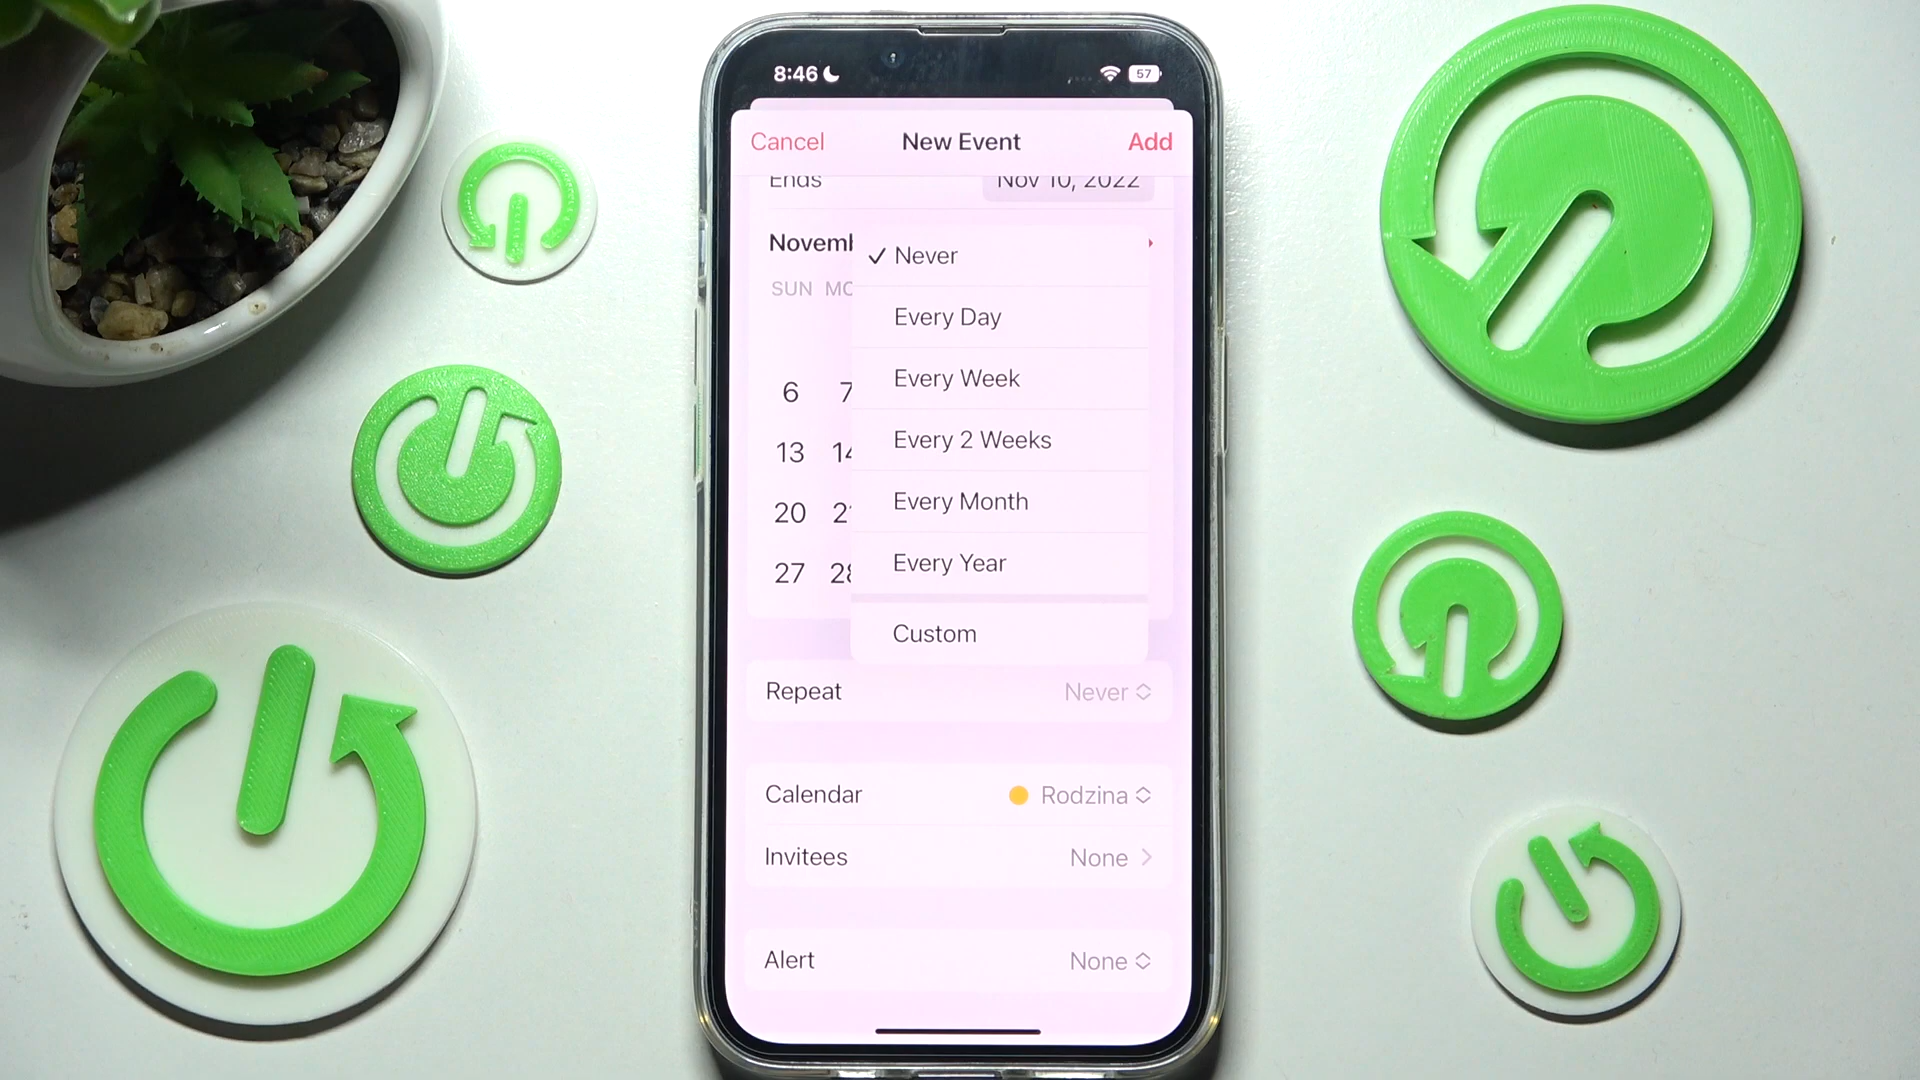 8:46
57
Cancel New Event Add
Ends Nov 10, 2022
Never
SUN
Every Day
Every Week
6 7
Every 2 Weeks
13
Every Month
20
Every Year
27
Custom
Repeat Never
Calendar Rodzina
Invitees None
Alert None